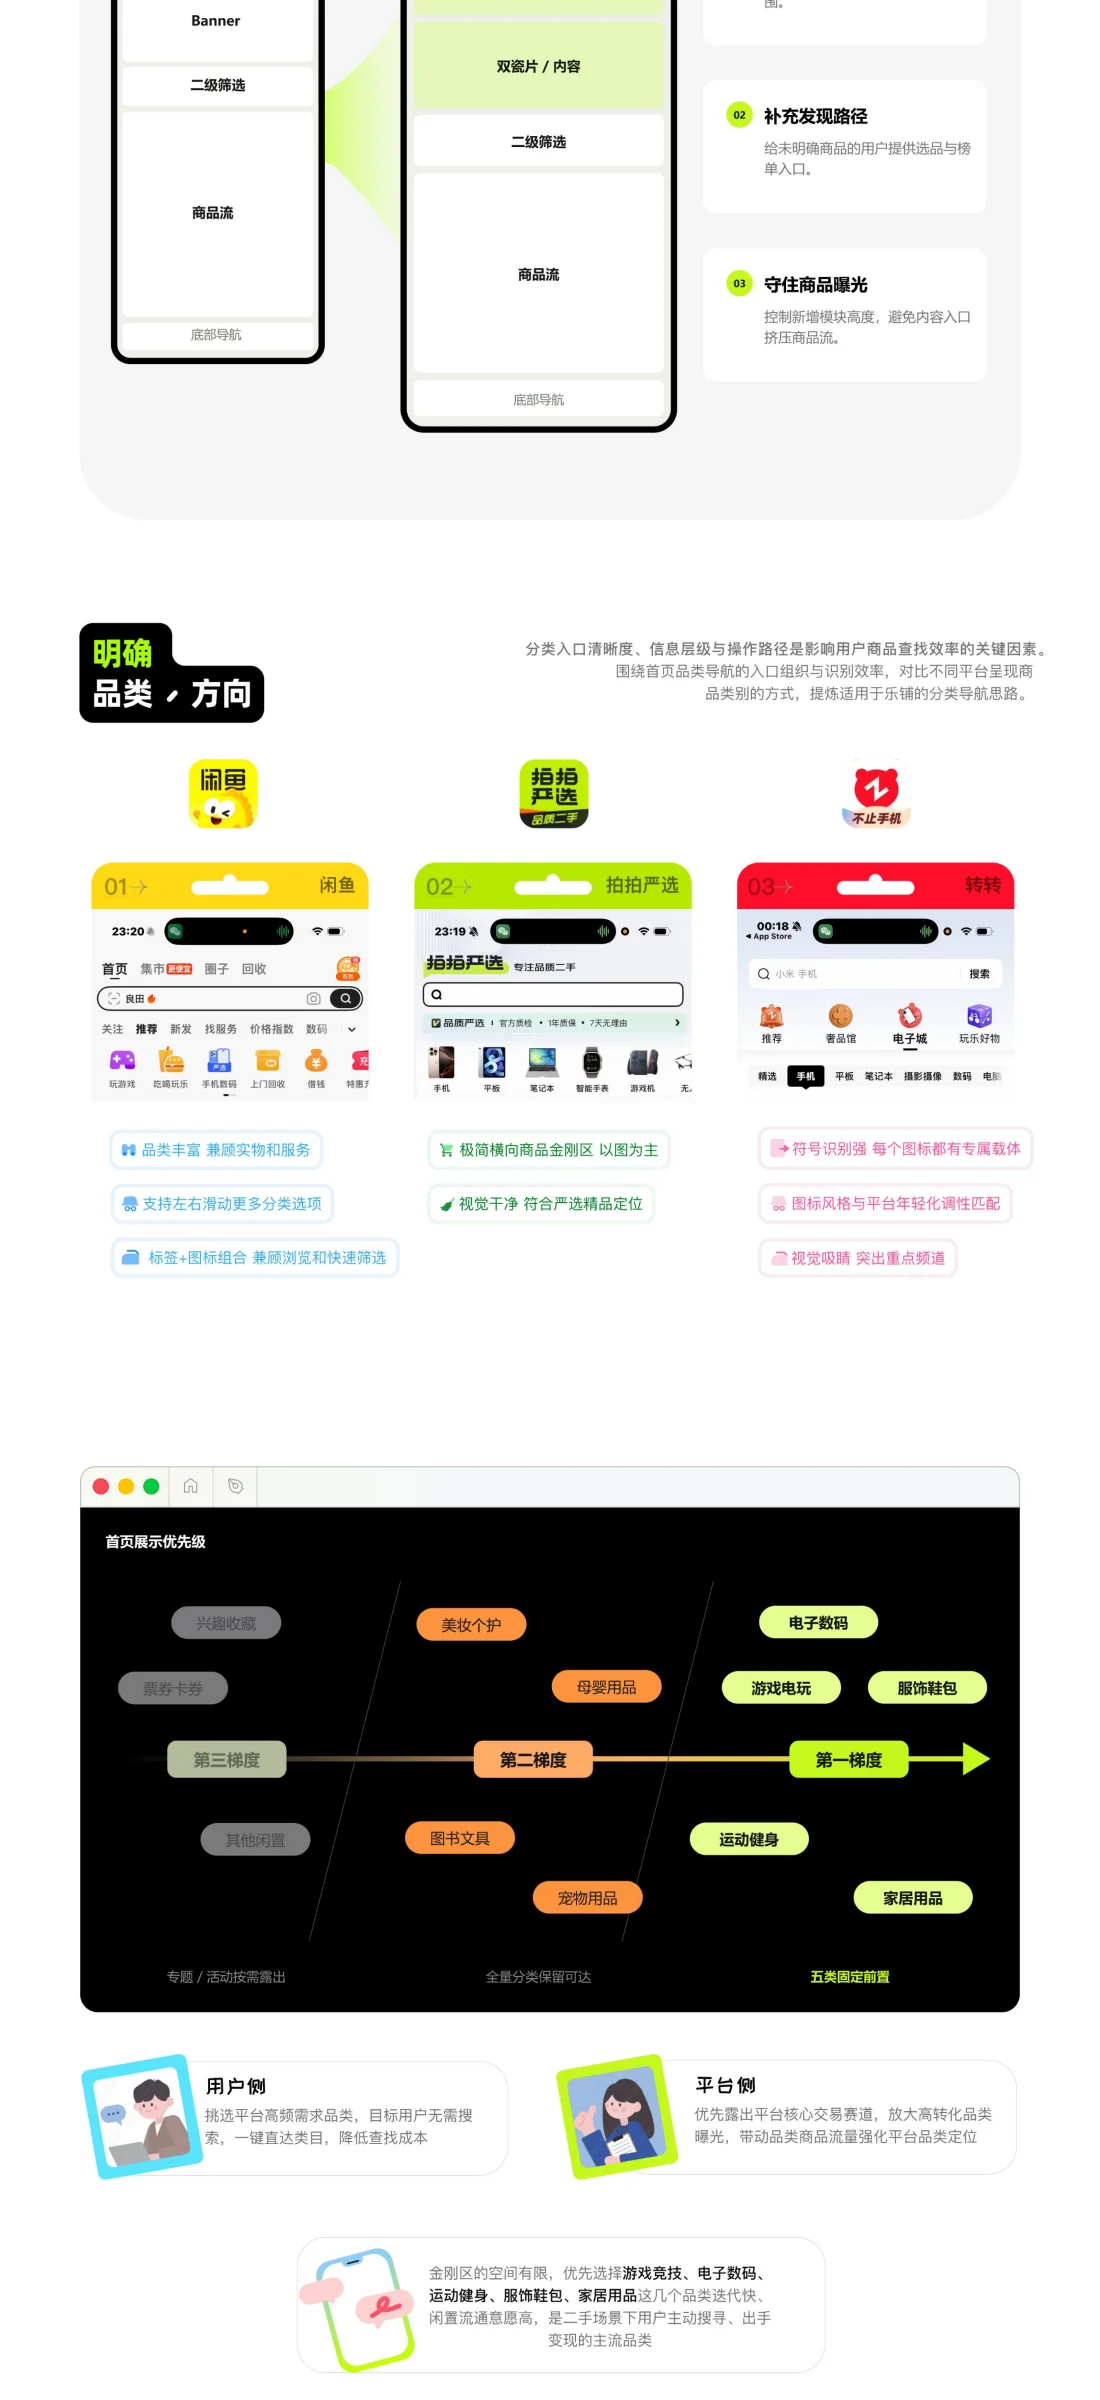 围。
Banner
二级筛选
商品流
底部导航
双瓷片 / 内容
二级筛选
商品流
底部导航
02 补充发现路径
给未明确商品的用户提供选品与榜
单入口。
03 守住商品曝光
控制新增模块高度，避免内容入口
挤压商品流。
明确
品类 方向
分类入口清晰度、信息层级与操作路径是影响用户商品查找效率的关键因素。
围绕首页品类导航的入口组织与识别效率，对比不同平台呈现商
品类别的方式，提炼适用于乐铺的分类导航思路。
闲鱼
拍拍
严选
品质二手
不止手机
01 闲鱼
23:20
首页 集市 更便宜 圈子 回收
良田
关注 推荐 新发 找服务 价格指数 数码
严选
充
玩游戏 吃喝玩乐 手机数码 上门回收 借钱 特惠充
02 拍拍严选
23:19
拍拍严选 专注品质二手
品质严选 官方质检 • 1年质保 • 7天无理由
手机 平板 笔记本 智能手表 游戏机 无人
03 转转
00:18
App Store
小米 手机 搜索
推荐 奢品馆 电子城 玩乐好物
精选 手机 平板 笔记本 摄影摄像 数码 电脑
品类丰富 兼顾实物和服务
支持左右滑动更多分类选项
标签+图标组合 兼顾浏览和快速筛选
极简横向商品金刚区 以图为主
视觉干净 符合严选精品定位
符号识别强 每个图标都有专属载体
图标风格与平台年轻化调性匹配
视觉吸睛 突出重点频道
首页展示优先级
兴趣收藏
票券卡券
第三梯度
其他闲置
专题 / 活动按需露出
美妆个护
母婴用品
第二梯度
图书文具
宠物用品
全量分类保留可达
电子数码
游戏电玩
服饰鞋包
第一梯度
运动健身
家居用品
五类固定前置
用户侧
挑选平台高频需求品类，目标用户无需搜
索，一键直达类目，降低查找成本
平台侧
优先露出平台核心交易赛道，放大高转化品类
曝光，带动品类商品流量强化平台品类定位
金刚区的空间有限，优先选择游戏竞技、电子数码、
运动健身、服饰鞋包、家居用品这几个品类迭代快、
闲置流通意愿高，是二手场景下用户主动搜寻、出手
变现的主流品类